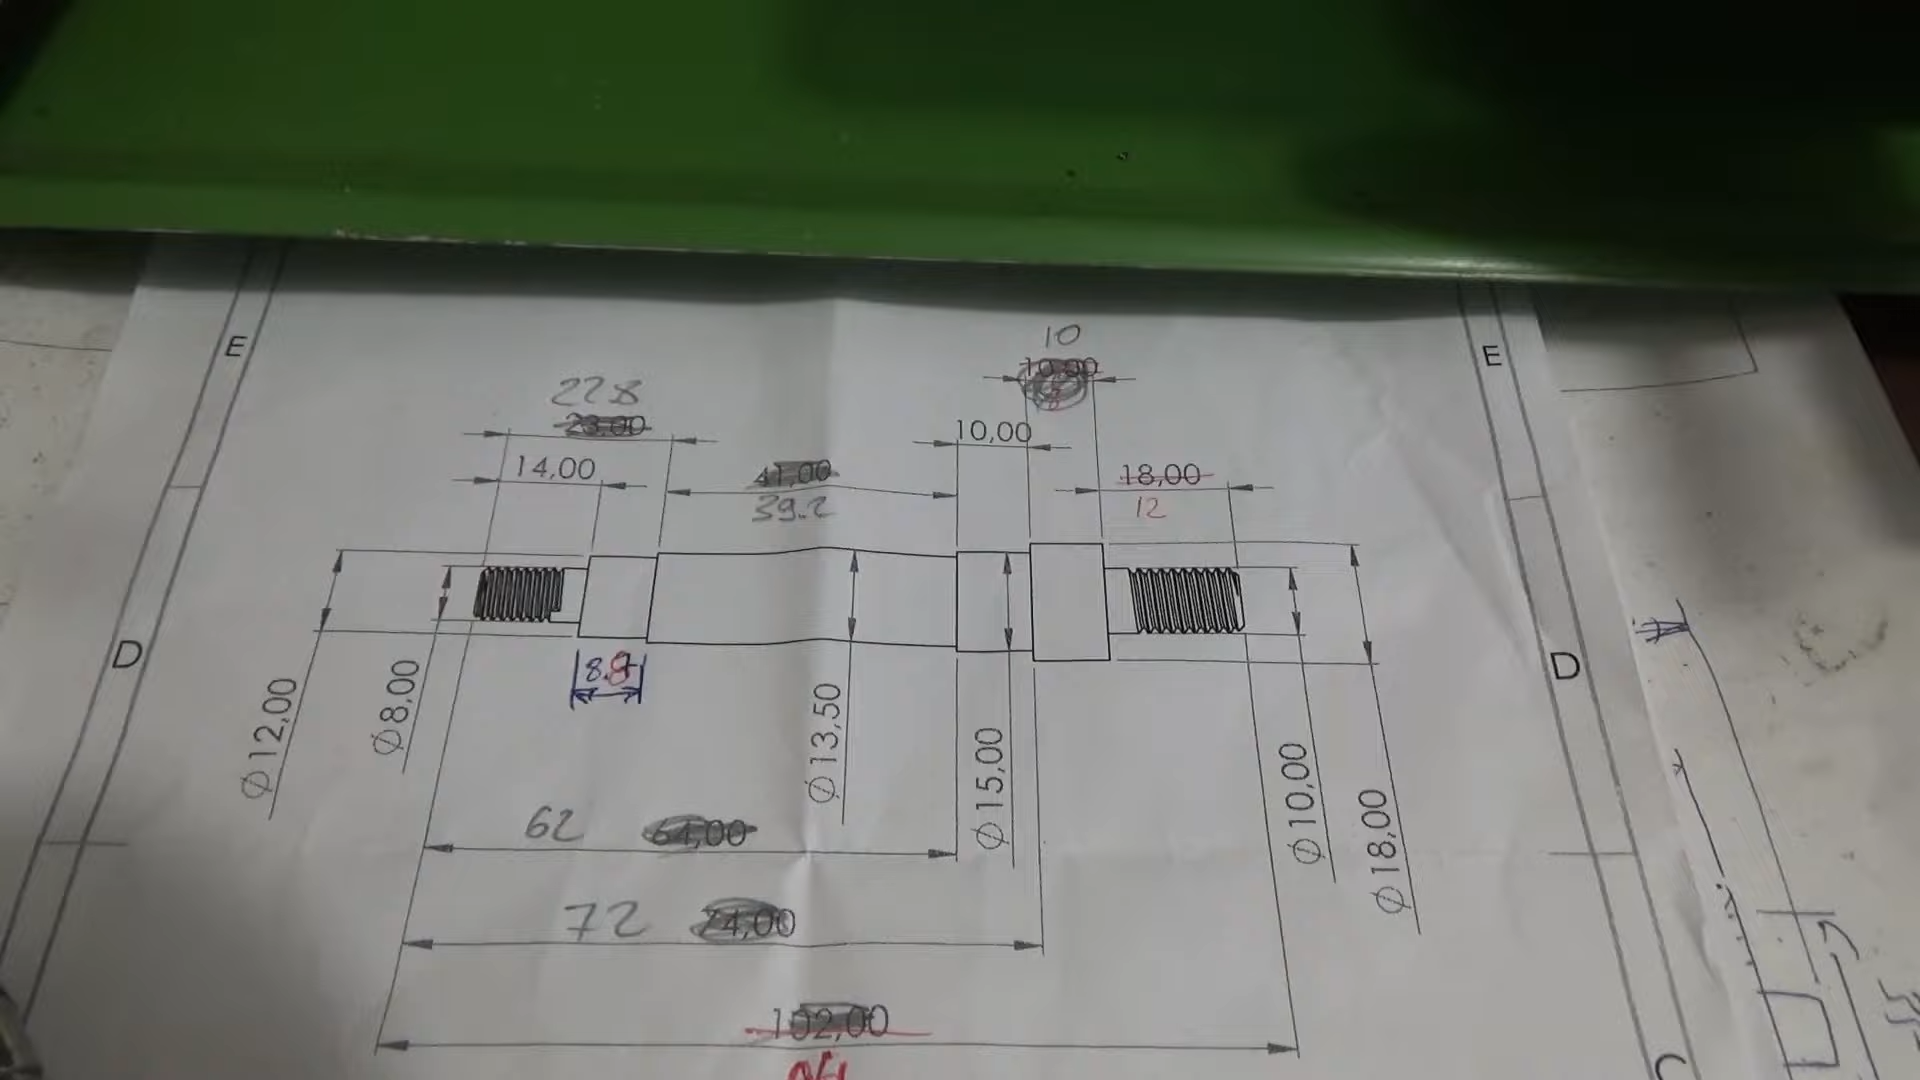 E
E
10
10,00
22.8
23,00
10,00
14,00
41,00
18,00
39.2
12
D
D
8.8
Ø12,00
Ø8,00
Ø13,50
Ø15,00
Ø10,00
Ø18,00
62 64,00
72 74,00
102,00
C